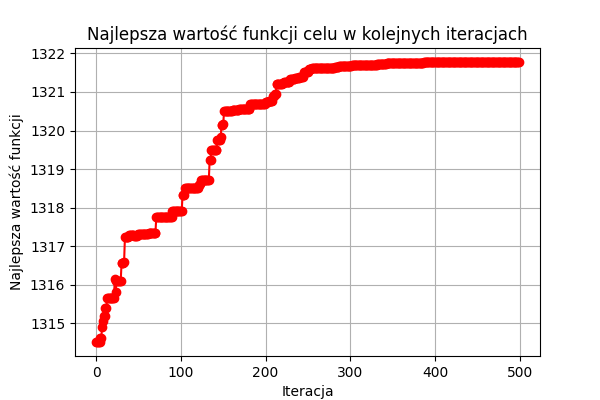 Najlepsza wartość funkcji celu w kolejnych iteracjach
Najlepsza wartość funkcji
1322
1321
1320
1319
1318
1317
1316
1315
0 100 200 300 400 500
Iteracja